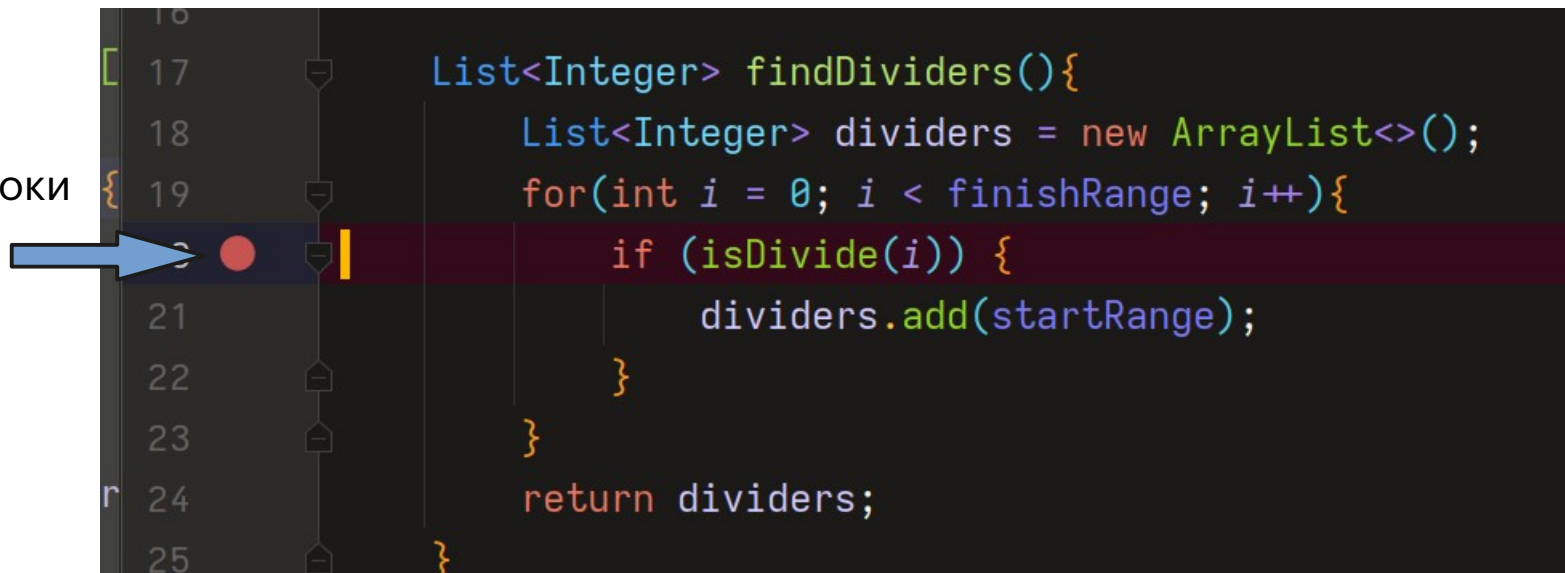 16
[ 17 List<Integer> findDividers(){
18 List<Integer> dividers = new ArrayList<>();
оки { 19 for(int i = 0; i < finishRange; i++){
if (isDivide(i)) {
21 dividers.add(startRange);
22 }
23 }
r 24 return dividers;
25 }